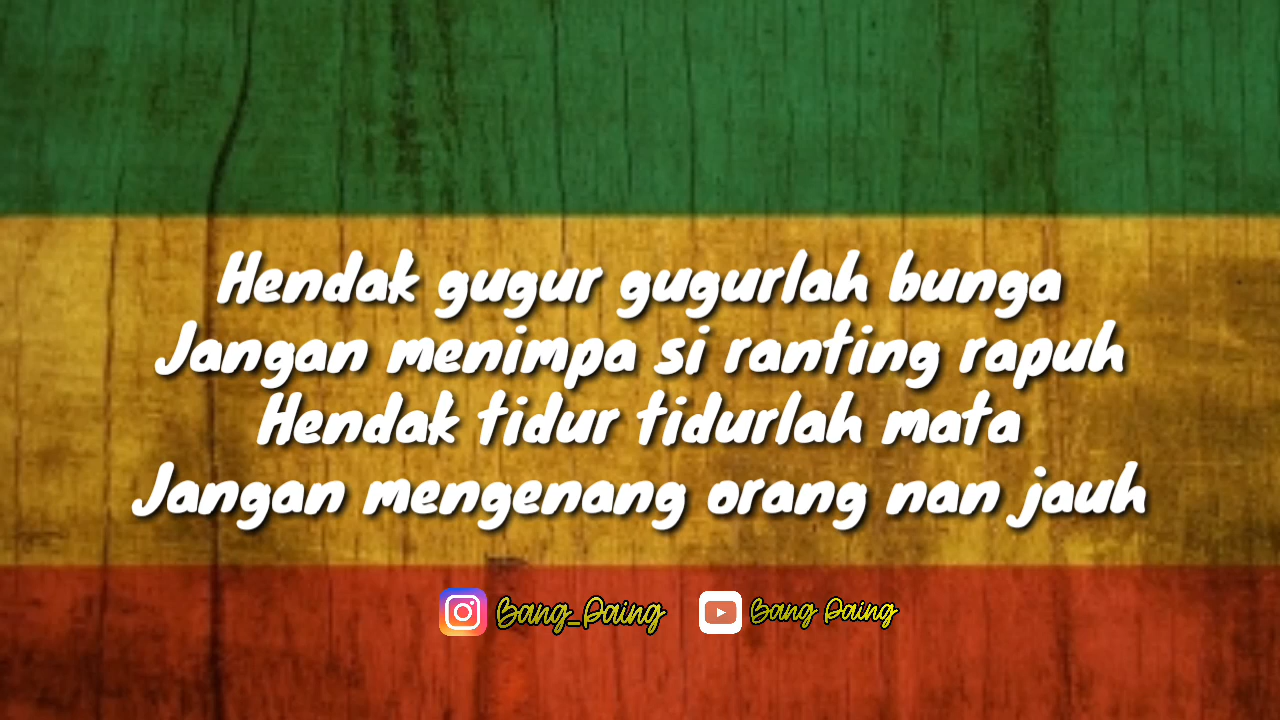 Hendak gugur gugurlah bunga
Jangan menimpa si ranting rapuh
Hendak tidur tidurlah mata
Jangan mengenang orang nan jauh
Bang_Paing Bang Paing